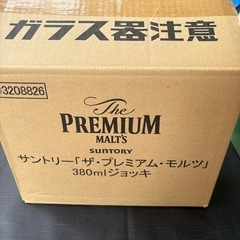 ガラス器注意
3208826
The
PREMIUM
MALT'S
SUNTORY
サントリー「ザ・プレミアム・モルツ」
380mlジョッキ